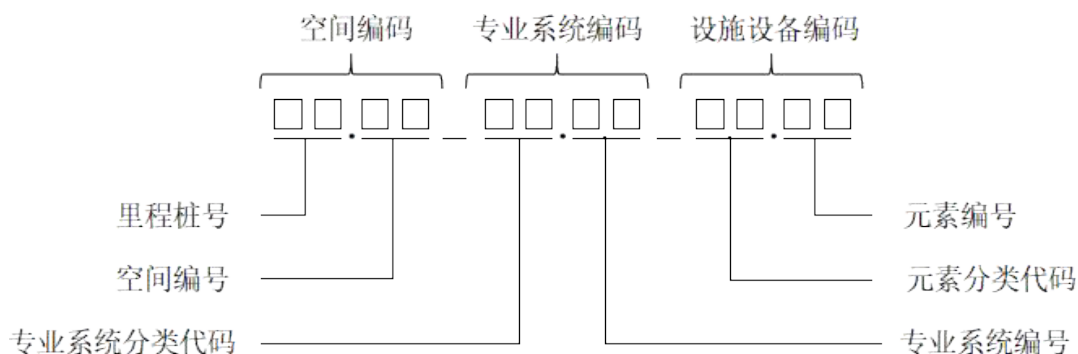 空间编码 专业系统编码 设施设备编码
里程桩号 元素编号
空间编号 元素分类代码
专业系统分类代码 专业系统编号